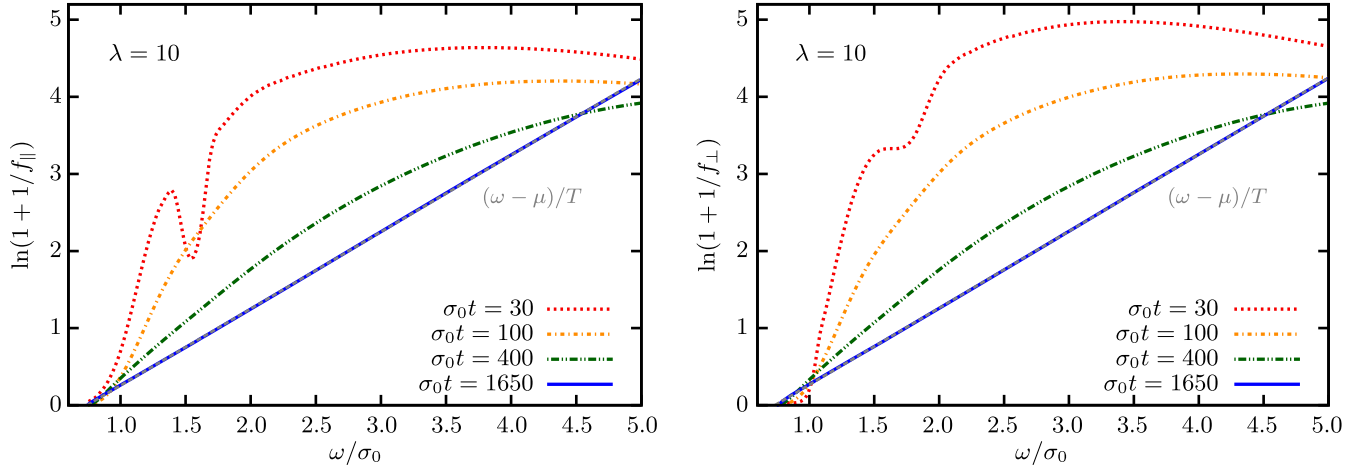 λ = 10
ln(1 + 1/f∥)
5
4
3
2
1
0
(ω − μ)/T
σ₀t = 30
σ₀t = 100
σ₀t = 400
σ₀t = 1650
1.0 1.5 2.0 2.5 3.0 3.5 4.0 4.5 5.0
ω/σ₀
λ = 10
ln(1 + 1/f⊥)
5
4
3
2
1
0
(ω − μ)/T
σ₀t = 30
σ₀t = 100
σ₀t = 400
σ₀t = 1650
1.0 1.5 2.0 2.5 3.0 3.5 4.0 4.5 5.0
ω/σ₀